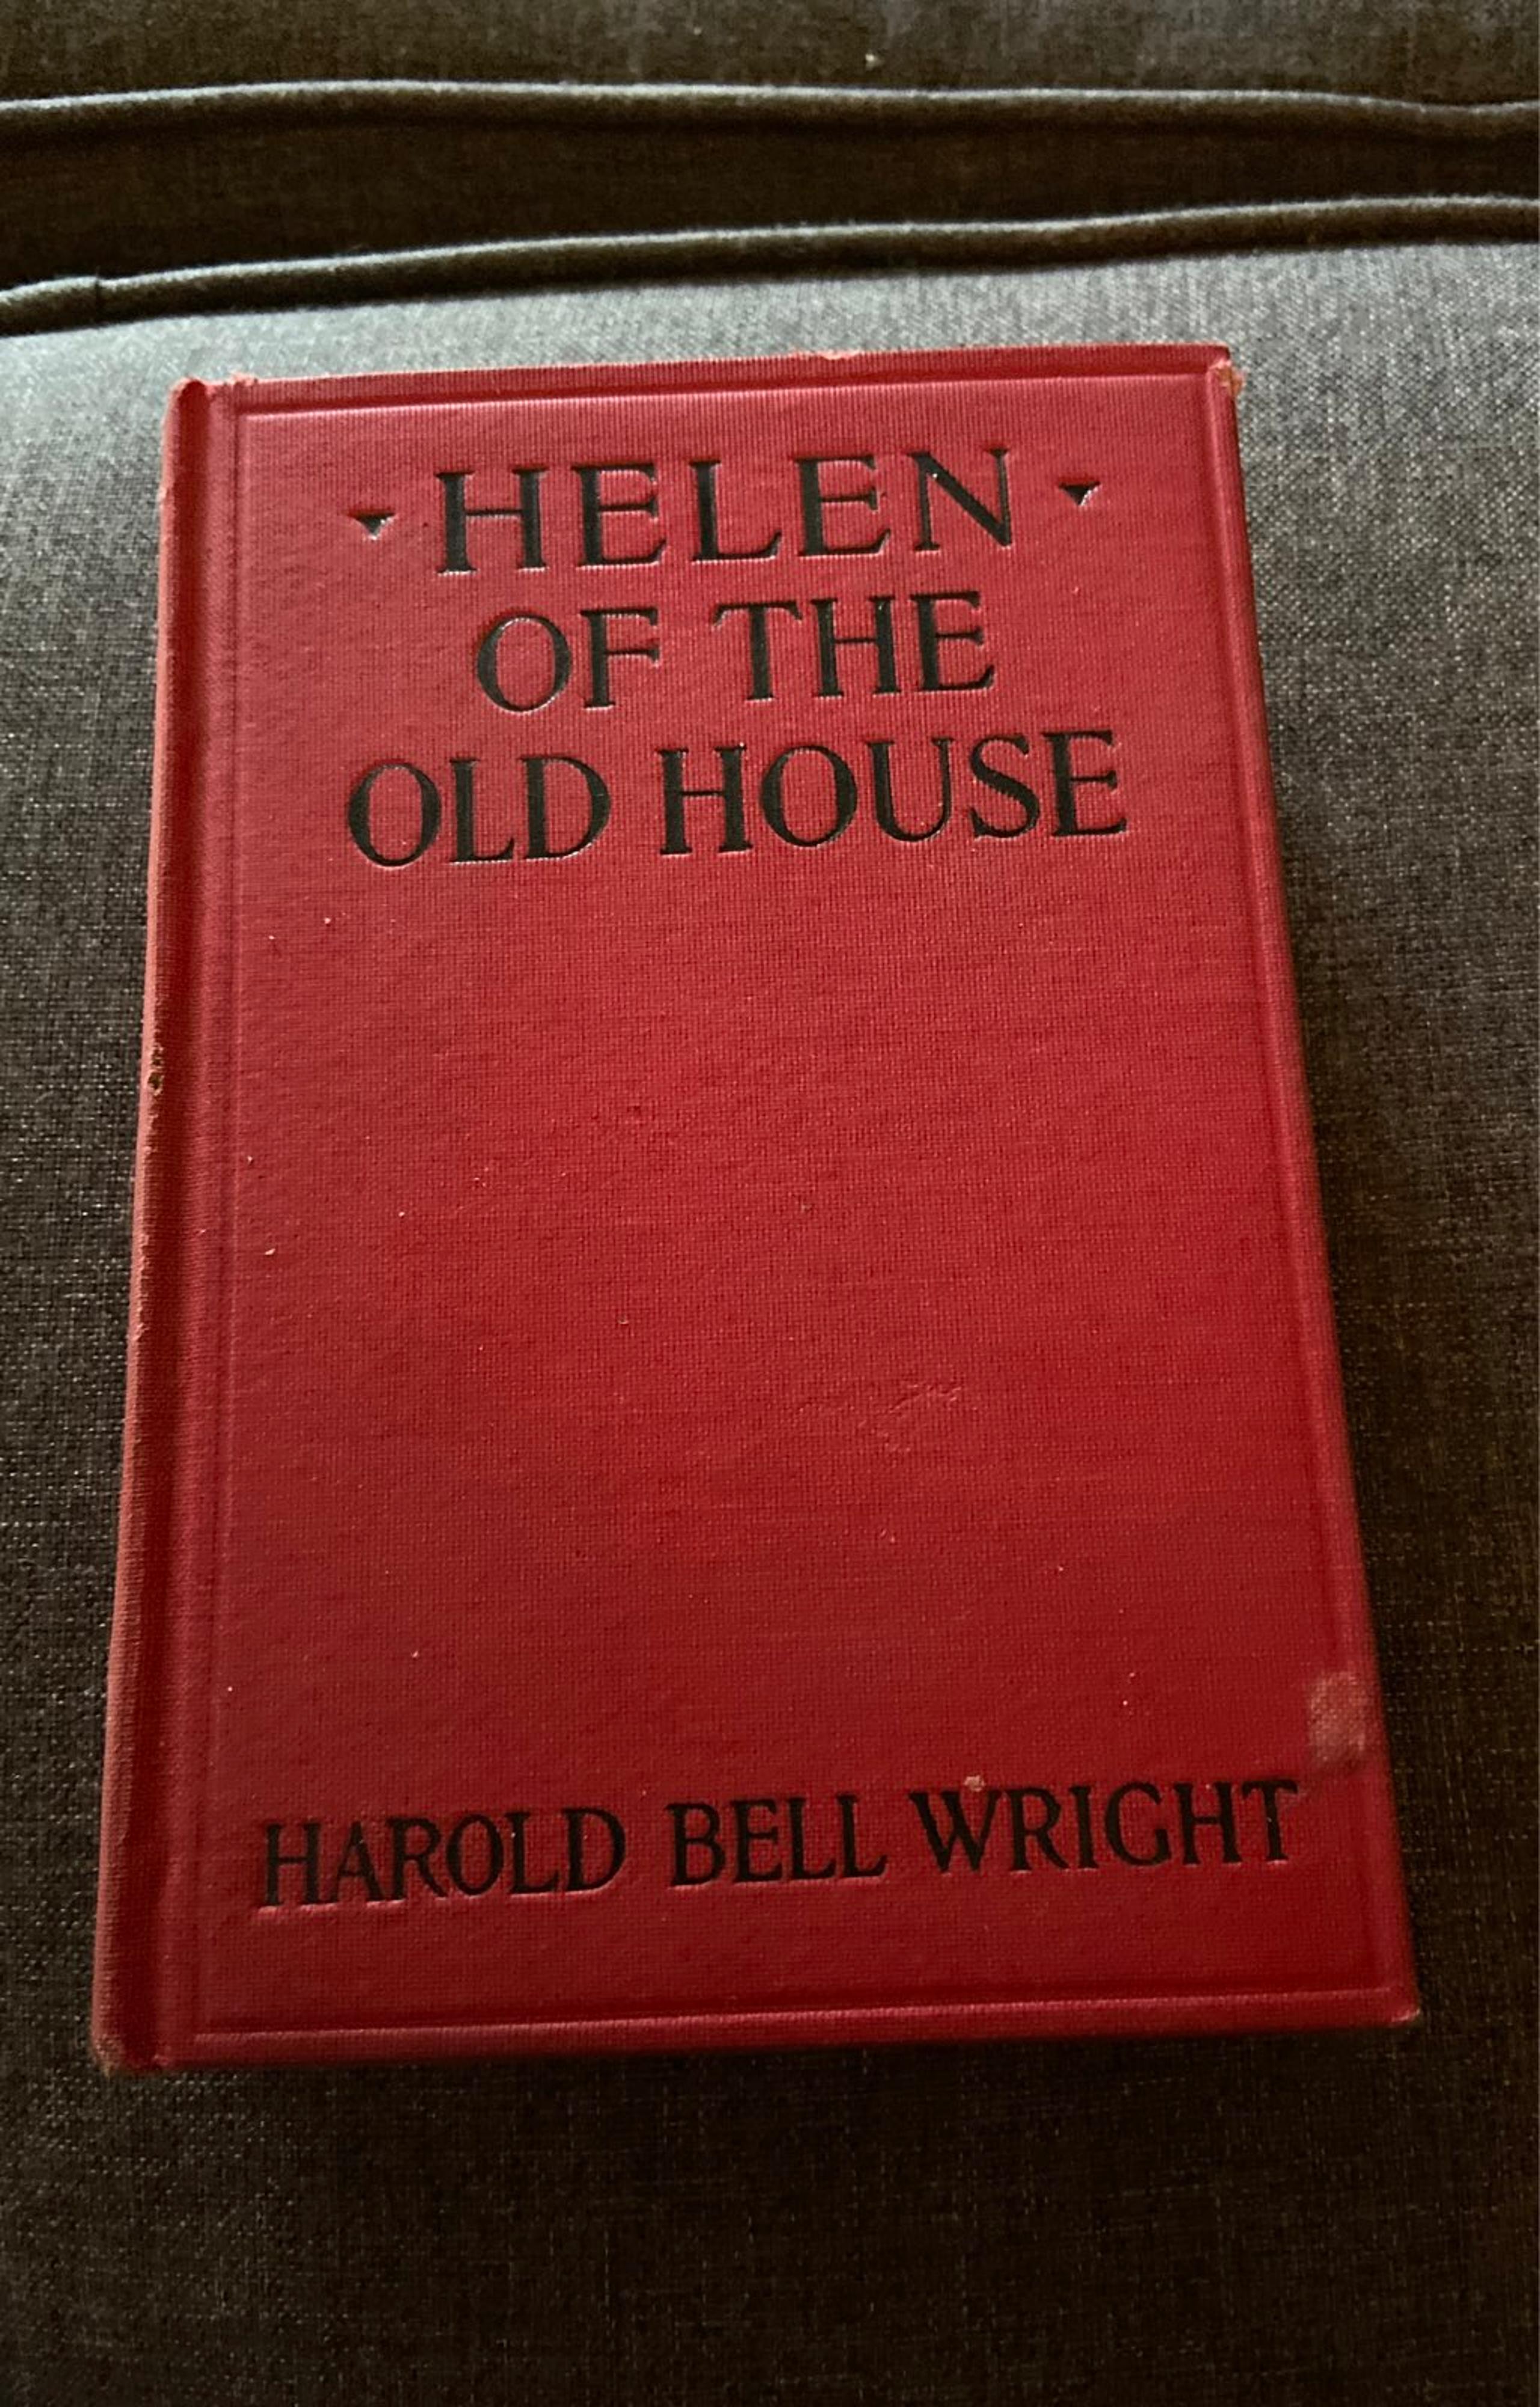 HELEN
OF THE
OLD HOUSE
HAROLD BELL WRIGHT